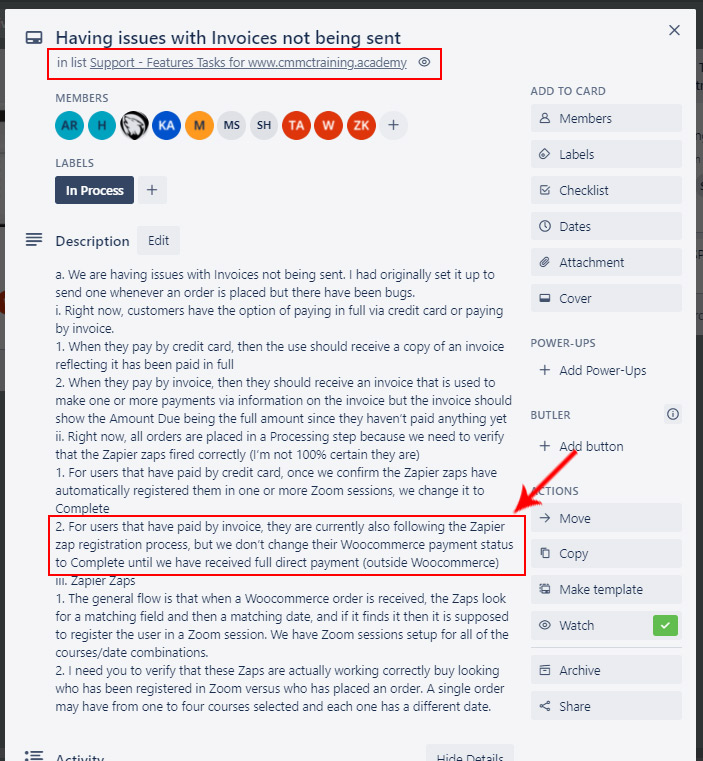 Having issues with Invoices not being sent
in list Support - Features Tasks for www.cmmctraining.academy
MEMBERS
AR H KA M MS SH TA W ZK +
LABELS
In Process +
Description Edit
a. We are having issues with Invoices not being sent. I had originally set it up to
send one whenever an order is placed but there have been bugs.
i. Right now, customers have the option of paying in full via credit card or paying
by invoice.
1. When they pay by credit card, then the use should receive a copy of an invoice
reflecting it has been paid in full
2. When they pay by invoice, then they should receive an invoice that is used to
make one or more payments via information on the invoice but the invoice should
show the Amount Due being the full amount since they haven't paid anything yet
ii. Right now, all orders are placed in a Processing step because we need to verify
that the Zapier zaps fired correctly (I'm not 100% certain they are)
1. For users that have paid by credit card, once we confirm the Zapier zaps have
automatically registered them in one or more Zoom sessions, we change it to
Complete
2. For users that have paid by invoice, they are currently also following the Zapier
zap registration process, but we don't change their Woocommerce payment status
to Complete until we have received full direct payment (outside Woocommerce)
iii. Zapier Zaps
1. The general flow is that when a Woocommerce order is received, the Zaps look
for a matching field and then a matching date, and if it finds it then it is supposed
to register the user in a Zoom session. We have Zoom sessions setup for all of the
courses/date combinations.
2. I need you to verify that these Zaps are actually working correctly buy looking
who has been registered in Zoom versus who has placed an order. A single order
may have from one to four courses selected and each one has a different date.
Activity Hide Details
ADD TO CARD
Members
Labels
Checklist
Dates
Attachment
Cover
POWER-UPS
+ Add Power-Ups
BUTLER
+ Add button
ACTIONS
Move
Copy
Make template
Watch
Archive
Share